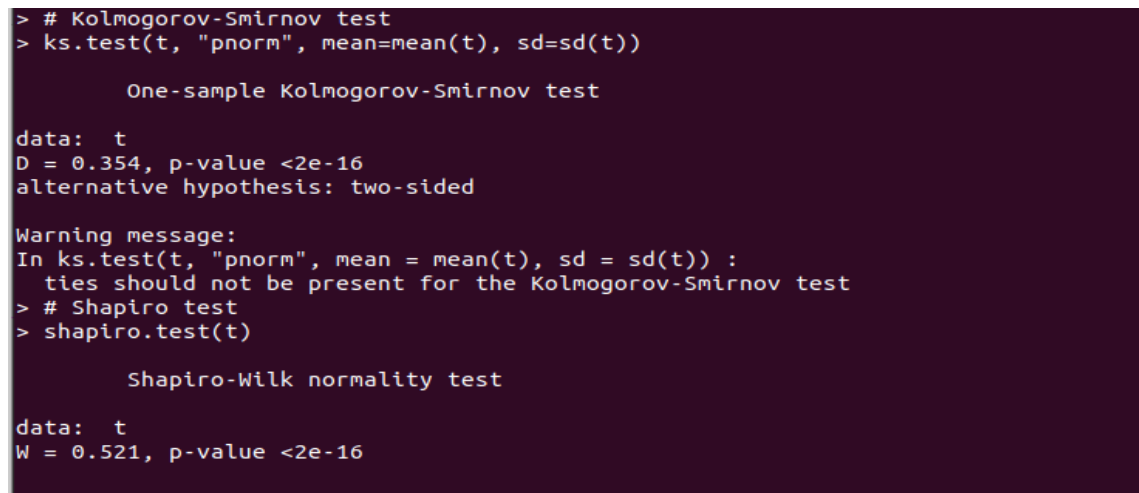 > # Kolmogorov-Smirnov test
> ks.test(t, "pnorm", mean=mean(t), sd=sd(t))
One-sample Kolmogorov-Smirnov test
data:  t
D = 0.354, p-value <2e-16
alternative hypothesis: two-sided
Warning message:
In ks.test(t, "pnorm", mean = mean(t), sd = sd(t)) :
  ties should not be present for the Kolmogorov-Smirnov test
> # Shapiro test
> shapiro.test(t)
Shapiro-Wilk normality test
data:  t
W = 0.521, p-value <2e-16